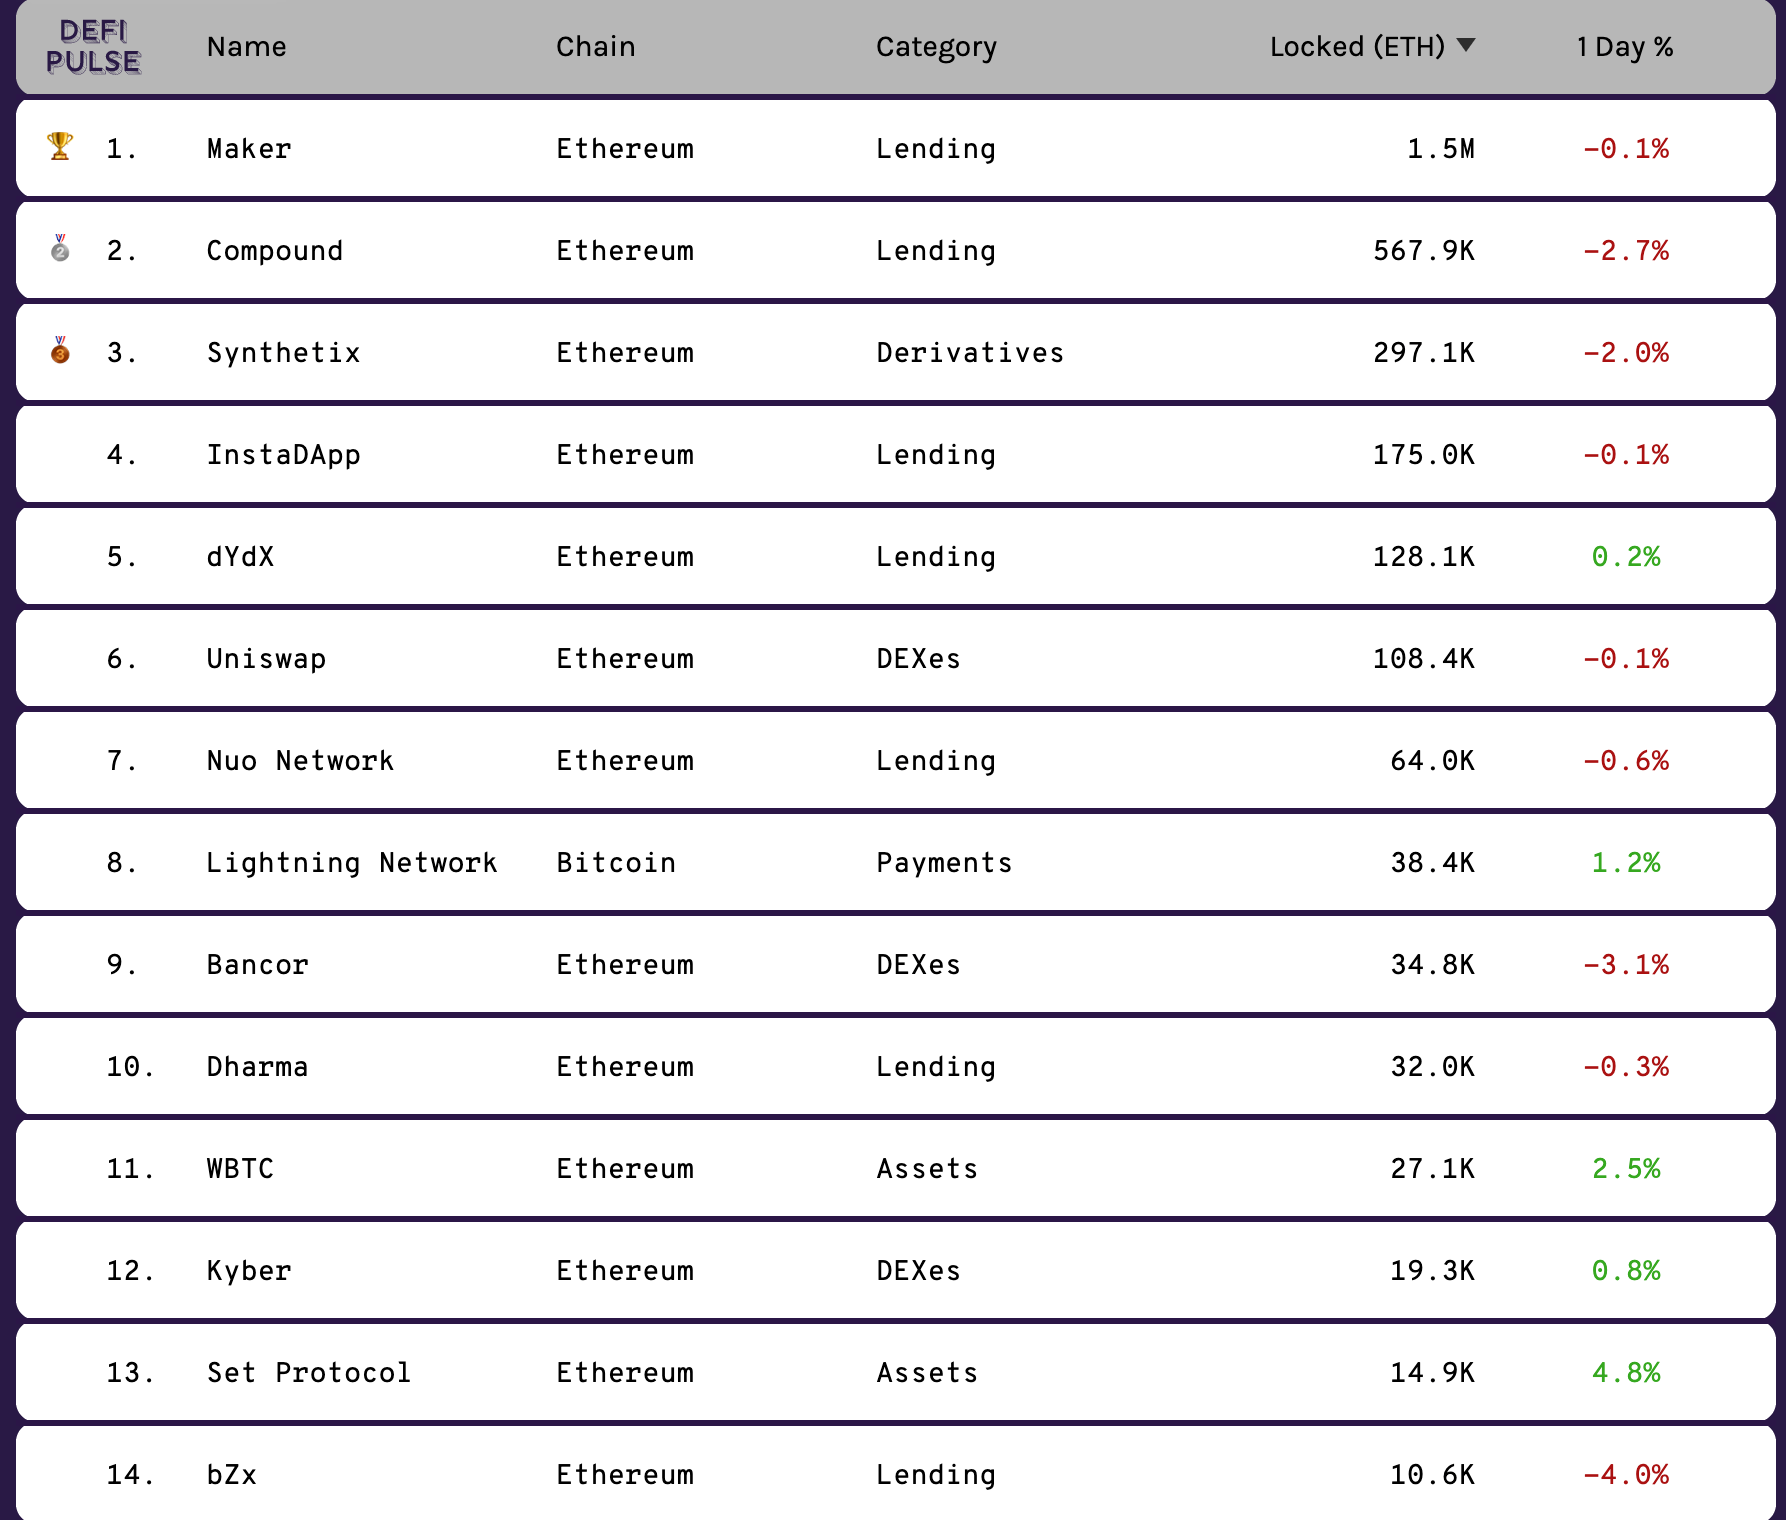 DEFI PULSE Name Chain Category Locked (ETH) ▼ 1 Day %
1. Maker Ethereum Lending 1.5M -0.1%
2 2. Compound Ethereum Lending 567.9K -2.7%
3 3. Synthetix Ethereum Derivatives 297.1K -2.0%
4. InstaDApp Ethereum Lending 175.0K -0.1%
5. dYdX Ethereum Lending 128.1K 0.2%
6. Uniswap Ethereum DEXes 108.4K -0.1%
7. Nuo Network Ethereum Lending 64.0K -0.6%
8. Lightning Network Bitcoin Payments 38.4K 1.2%
9. Bancor Ethereum DEXes 34.8K -3.1%
10. Dharma Ethereum Lending 32.0K -0.3%
11. WBTC Ethereum Assets 27.1K 2.5%
12. Kyber Ethereum DEXes 19.3K 0.8%
13. Set Protocol Ethereum Assets 14.9K 4.8%
14. bZx Ethereum Lending 10.6K -4.0%